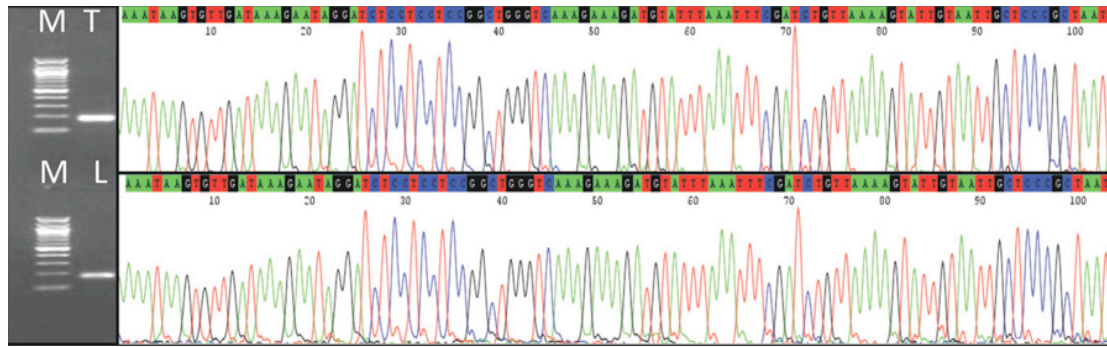 M T
AAATAAGTGTTGATAAAGAATAGGATCTCCTCCTCCGGCTGGGTCAAAGAAAGATGTATTTAAATTTCGATCTGTTAAAAGTATTGTAATTGCTCCCGCTAAT
10 20 30 40 50 60 70 80 90 100
M L
AAATAAGTGTTGATAAAGAATAGGATCTCCTCCTCCGGCTGGGTCAAAGAAAGATGTATTTAAATTTCGATCTGTTAAAAGTATTGTAATTGCTCCCGCTAAT
10 20 30 40 50 60 70 80 90 100